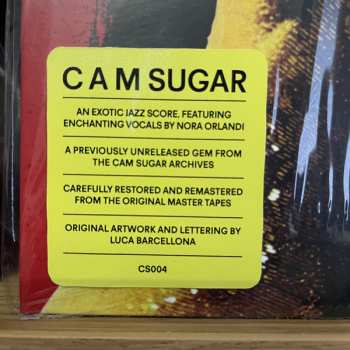 CAM SUGAR
AN EXOTIC JAZZ SCORE, FEATURING
ENCHANTING VOCALS BY NORA ORLANDI
A PREVIOUSLY UNRELEASED GEM FROM
THE CAM SUGAR ARCHIVES
CAREFULLY RESTORED AND REMASTERED
FROM THE ORIGINAL MASTER TAPES
ORIGINAL ARTWORK AND LETTERING BY
LUCA BARCELLONA
CS004